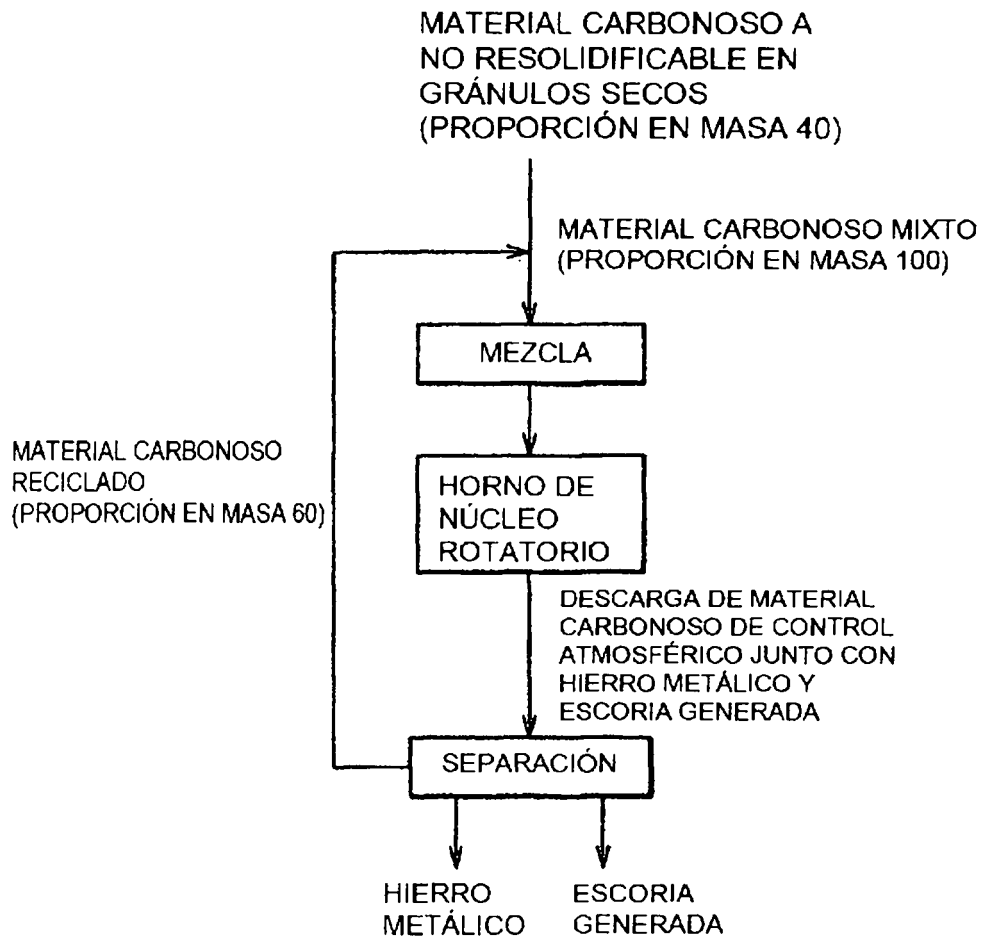 MATERIAL CARBONOSO A
NO RESOLIDIFICABLE EN
GRÁNULOS SECOS
(PROPORCIÓN EN MASA 40)
MATERIAL CARBONOSO MIXTO
(PROPORCIÓN EN MASA 100)
MEZCLA
MATERIAL CARBONOSO
RECICLADO
(PROPORCIÓN EN MASA 60)
HORNO DE
NÚCLEO
ROTATORIO
DESCARGA DE MATERIAL
CARBONOSO DE CONTROL
ATMOSFÉRICO JUNTO CON
HIERRO METÁLICO Y
ESCORIA GENERADA
SEPARACIÓN
HIERRO
METÁLICO
ESCORIA
GENERADA